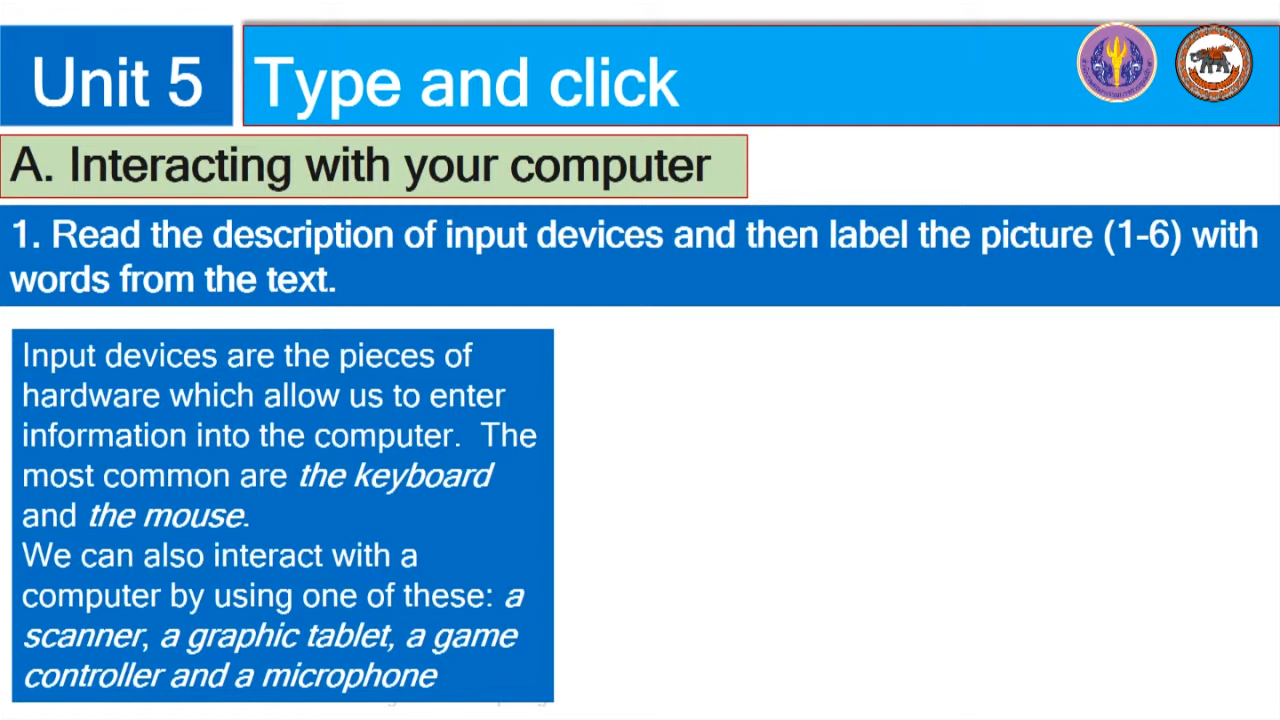 Unit 5
Type and click
A. Interacting with your computer
1. Read the description of input devices and then label the picture (1-6) with
words from the text.
Input devices are the pieces of
hardware which allow us to enter
information into the computer. The
most common are the keyboard
and the mouse.
We can also interact with a
computer by using one of these: a
scanner, a graphic tablet, a game
controller and a microphone